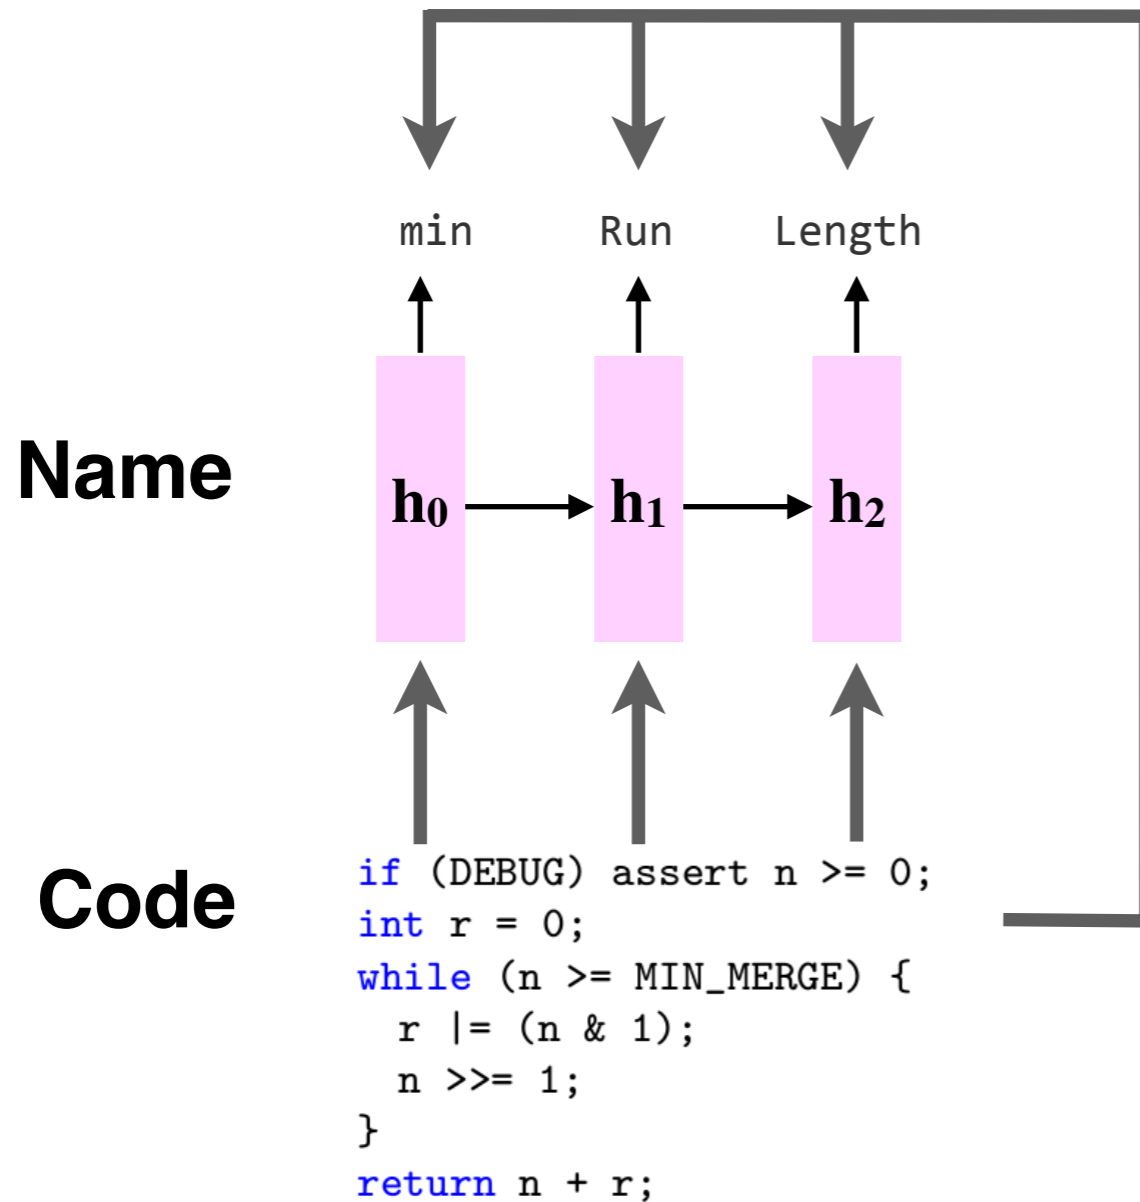 min Run Length
Name
h0 h1 h2
Code
if (DEBUG) assert n >= 0;
int r = 0;
while (n >= MIN_MERGE) {
  r |= (n & 1);
  n >>= 1;
}
return n + r;